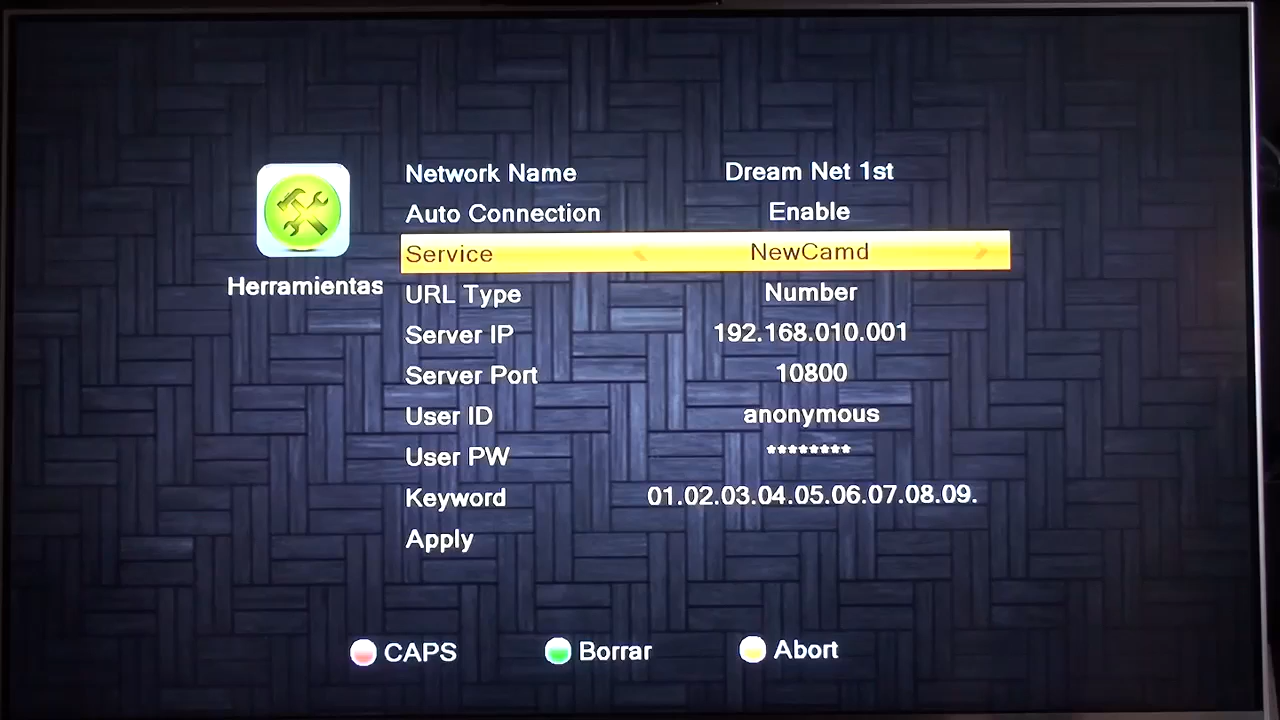 Network Name Dream Net 1st
Auto Connection Enable
Service NewCamd
Herramientas
URL Type Number
Server IP 192.168.010.001
Server Port 10800
User ID anonymous
User PW ********
Keyword 01.02.03.04.05.06.07.08.09.
Apply
CAPS Borrar Abort